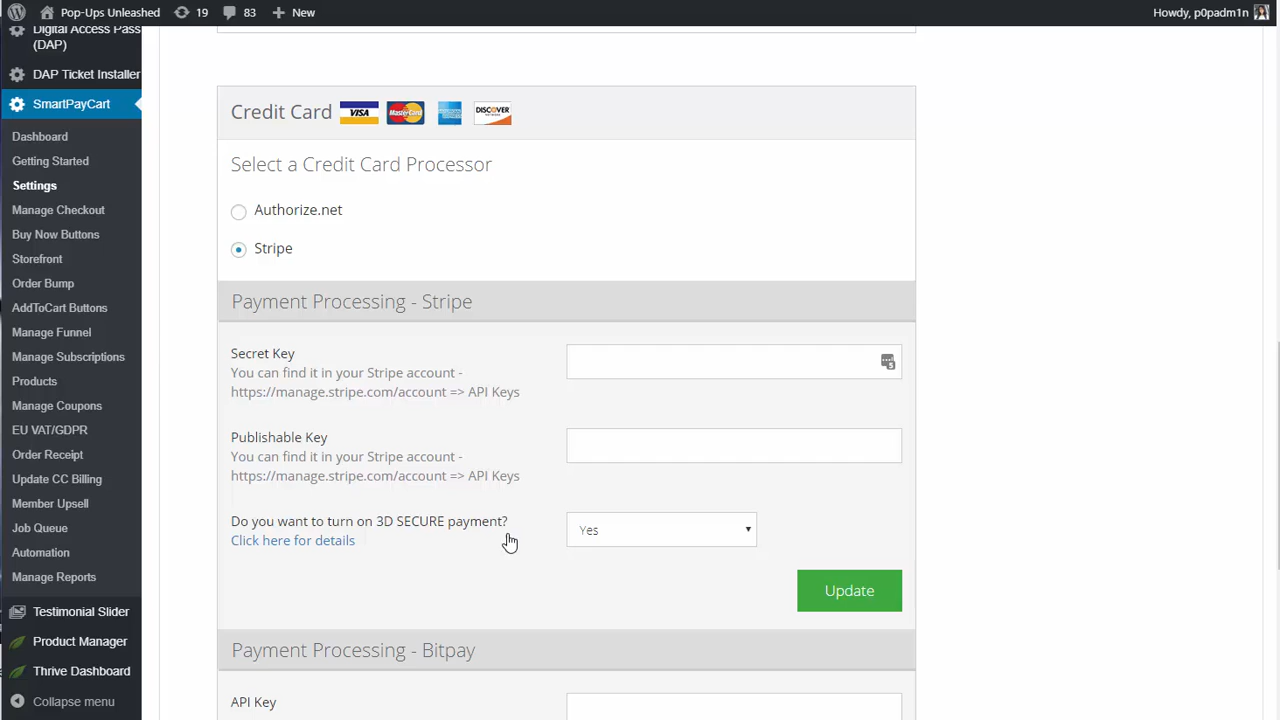 Pop-Ups Unleashed 19 83 New Howdy, p0padm1n
Digital Access Pass
(DAP)
DAP Ticket Installer
SmartPayCart
Dashboard
Getting Started
Settings
Manage Checkout
Buy Now Buttons
Storefront
Order Bump
AddToCart Buttons
Manage Funnel
Manage Subscriptions
Products
Manage Coupons
EU VAT/GDPR
Order Receipt
Update CC Billing
Member Upsell
Job Queue
Automation
Manage Reports
Testimonial Slider
Product Manager
Thrive Dashboard
Collapse menu
Credit Card VISA MasterCard DISCOVER
Select a Credit Card Processor
Authorize.net
Stripe
Payment Processing - Stripe
Secret Key
You can find it in your Stripe account -
https://manage.stripe.com/account => API Keys
Publishable Key
You can find it in your Stripe account -
https://manage.stripe.com/account => API Keys
Do you want to turn on 3D SECURE payment?
Yes
Click here for details
Update
Payment Processing - Bitpay
API Key